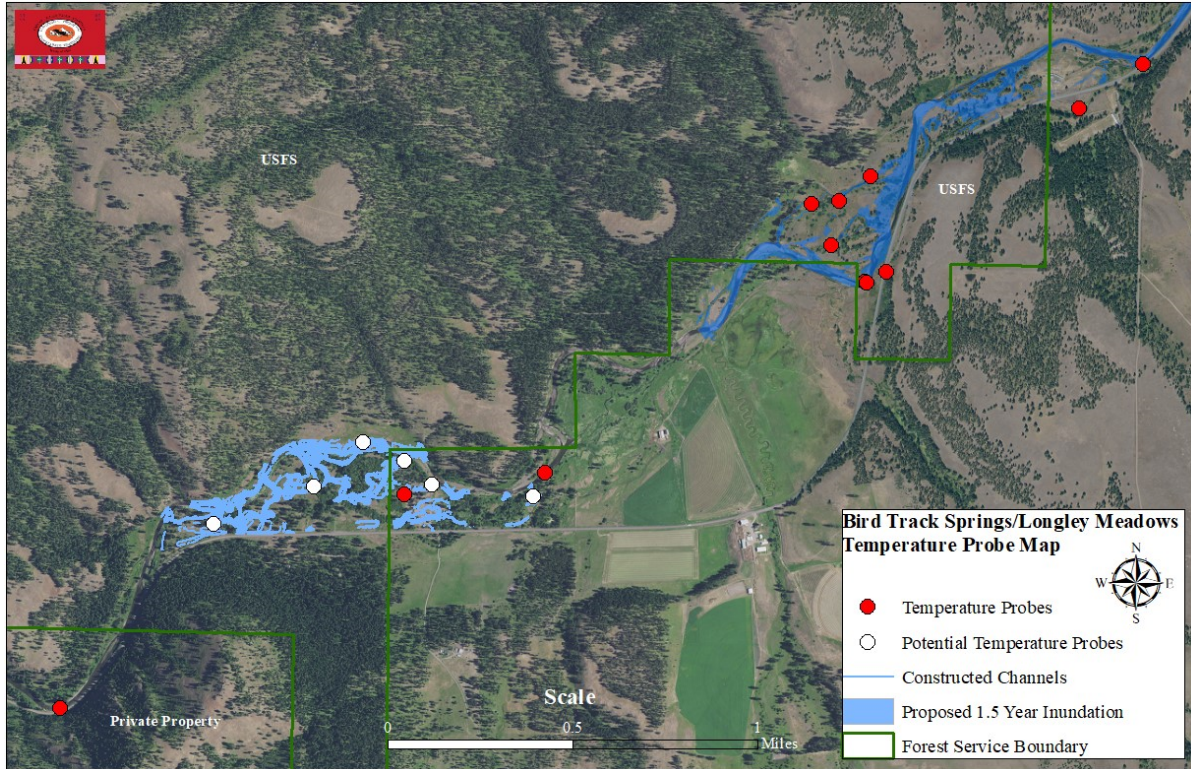 USFS
USFS
Private Property
Scale
0 0.5 1
Miles
Bird Track Springs/Longley Meadows
Temperature Probe Map
N
W E
S
Temperature Probes
Potential Temperature Probes
Constructed Channels
Proposed 1.5 Year Inundation
Forest Service Boundary